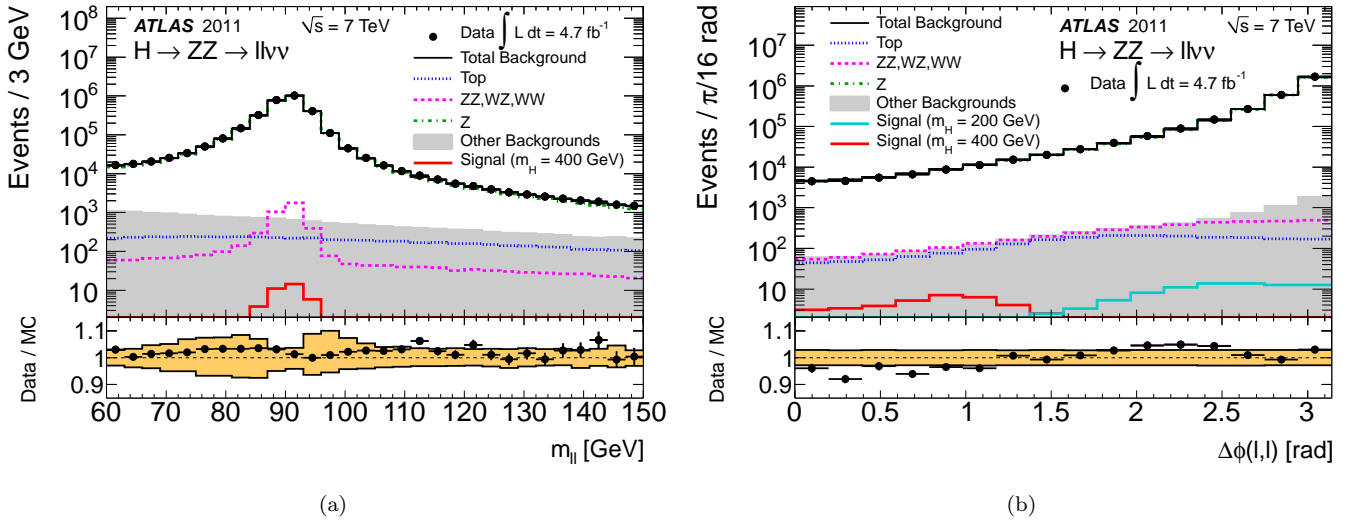 ATLAS 2011
√s = 7 TeV
H → ZZ → llνν
Data ∫ L dt = 4.7 fb⁻¹
Total Background
Top
ZZ,WZ,WW
Z
Other Backgrounds
Signal (m_H = 400 GeV)
Events / 3 GeV
10⁷
10⁶
10⁵
10⁴
10³
10²
10
Data / MC
1.1
1
0.9
60 70 80 90 100 110 120 130 140 150
m_ll [GeV]
(a)
Total Background
Top
ZZ,WZ,WW
Z
Other Backgrounds
Signal (m_H = 200 GeV)
Signal (m_H = 400 GeV)
ATLAS 2011
√s = 7 TeV
H → ZZ → llνν
Data ∫ L dt = 4.7 fb⁻¹
Events / π/16 rad
10⁷
10⁶
10⁵
10⁴
10³
10²
10
Data / MC
1.1
1
0.9
0 0.5 1 1.5 2 2.5 3
Δϕ(l,l) [rad]
(b)